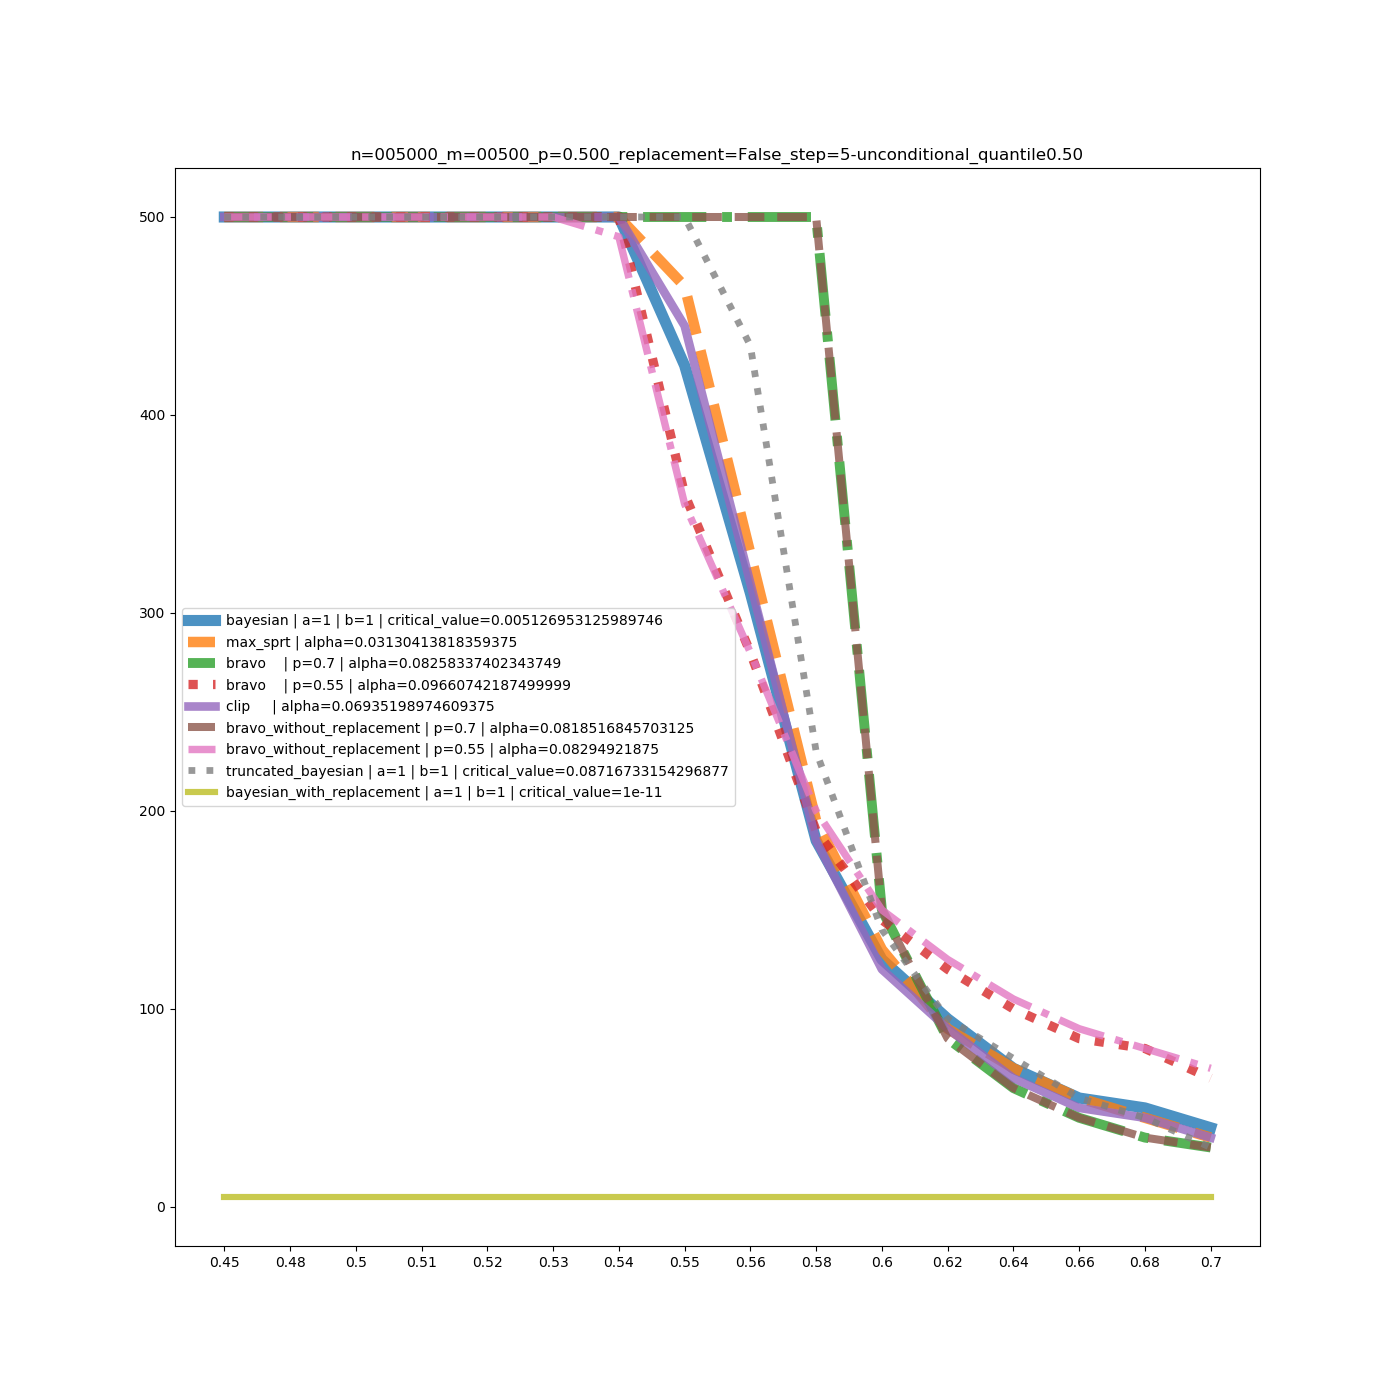 n=005000_m=00500_p=0.500_replacement=False_step=5-unconditional_quantile0.50
500
400
300
200
100
0
bayesian | a=1 | b=1 | critical_value=0.005126953125989746
max_sprt | alpha=0.03130413818359375
bravo | p=0.7 | alpha=0.08258337402343749
bravo | p=0.55 | alpha=0.09660742187499999
clip | alpha=0.06935198974609375
bravo_without_replacement | p=0.7 | alpha=0.0818516845703125
bravo_without_replacement | p=0.55 | alpha=0.08294921875
truncated_bayesian | a=1 | b=1 | critical_value=0.08716733154296877
bayesian_with_replacement | a=1 | b=1 | critical_value=1e-11
0.45 0.48 0.5 0.51 0.52 0.53 0.54 0.55 0.56 0.58 0.6 0.62 0.64 0.66 0.68 0.7